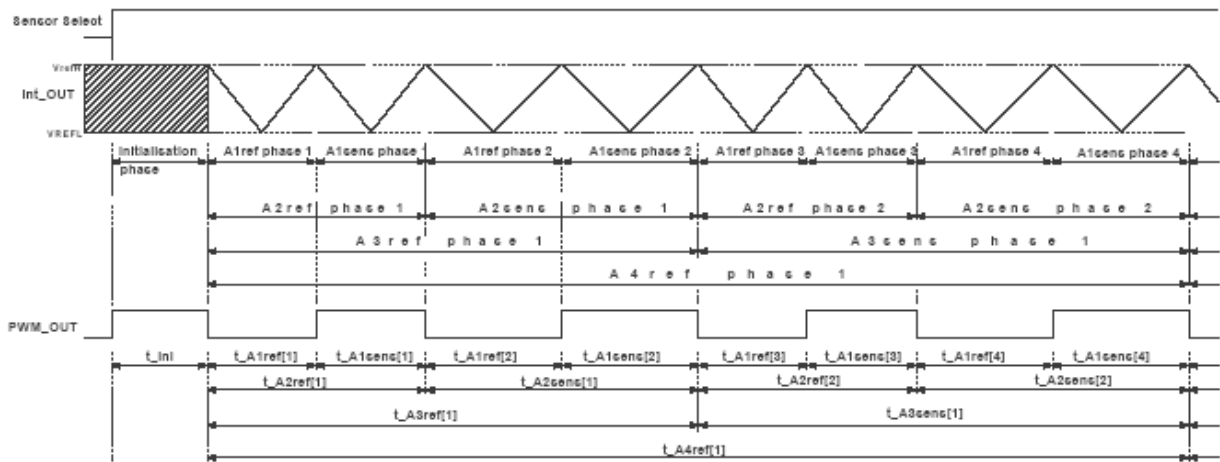 Sensor Select
VrefH
Int_OUT
VREFL
Initialisation phase
A1ref phase 1
A1sens phase 1
A1ref phase 2
A1sens phase 2
A1ref phase 3
A1sens phase 3
A1ref phase 4
A1sens phase 4
A2ref phase 1
A2sens phase 1
A2ref phase 2
A2sens phase 2
A3ref phase 1
A3sens phase 1
A4ref phase 1
PWM_OUT
t_ini
t_A1ref[1]
t_A1sens[1]
t_A1ref[2]
t_A1sens[2]
t_A1ref[3]
t_A1sens[3]
t_A1ref[4]
t_A1sens[4]
t_A2ref[1]
t_A2sens[1]
t_A2ref[2]
t_A2sens[2]
t_A3ref[1]
t_A3sens[1]
t_A4ref[1]